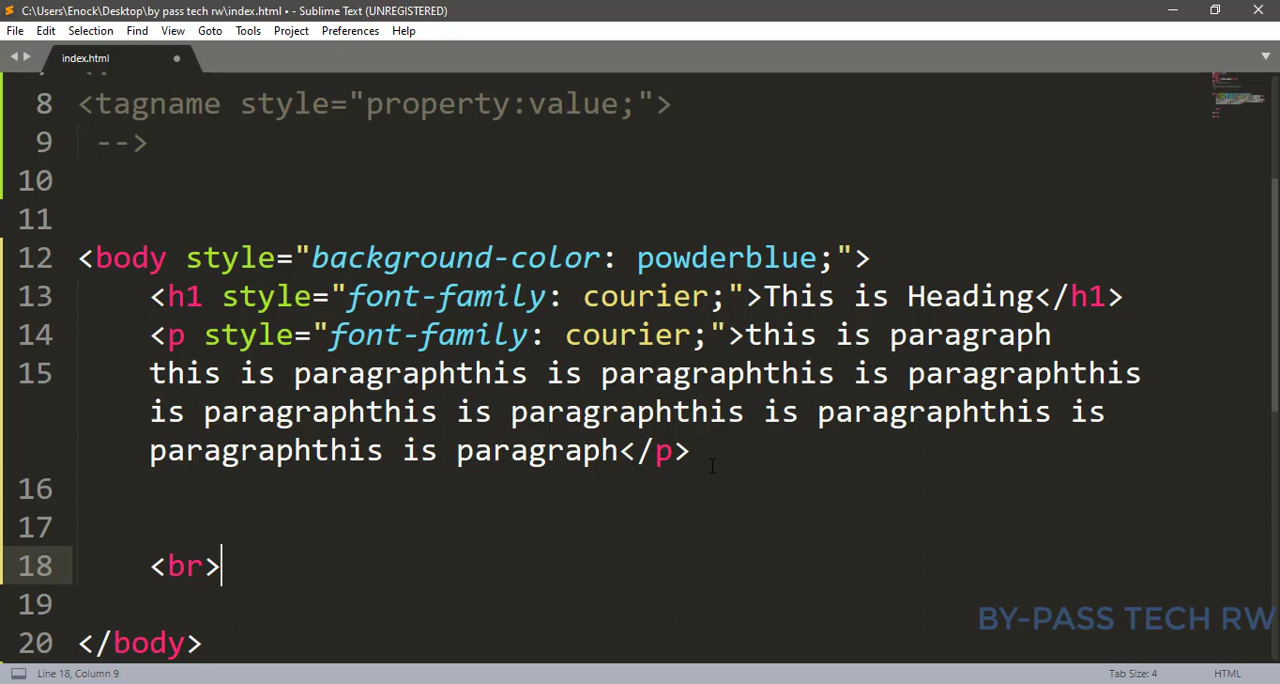 C:\Users\Enock\Desktop\by pass tech rw\index.html • - Sublime Text (UNREGISTERED)
File Edit Selection Find View Goto Tools Project Preferences Help
index.html
8 <tagname style="property:value;">
9 -->
10
11
12 <body style="background-color: powderblue;">
13 <h1 style="font-family: courier;">This is Heading</h1>
14 <p style="font-family: courier;">this is paragraph
15 this is paragraphthis is paragraphthis is paragraphthis
is paragraphthis is paragraphthis is paragraphthis is
paragraphthis is paragraph</p>
16
17
18 <br>
19
BY-PASS TECH RW
20 </body>
Line 18, Column 9 Tab Size: 4 HTML